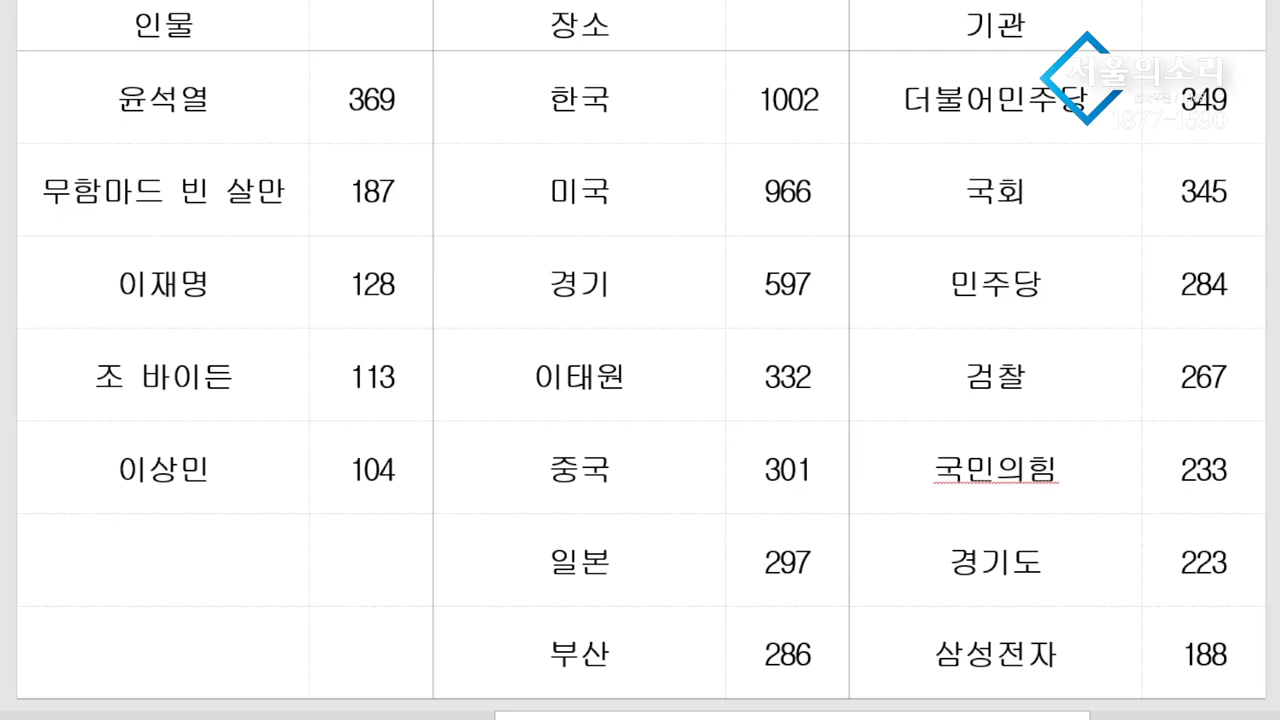 인물 장소 기관
윤석열 369 한국 1002 더불어민주당 349
무함마드 빈 살만 187 미국 966 국회 345
이재명 128 경기 597 민주당 284
조 바이든 113 이태원 332 검찰 267
이상민 104 중국 301 국민의힘 233
일본 297 경기도 223
부산 286 삼성전자 188
서울의소리
1877-1590